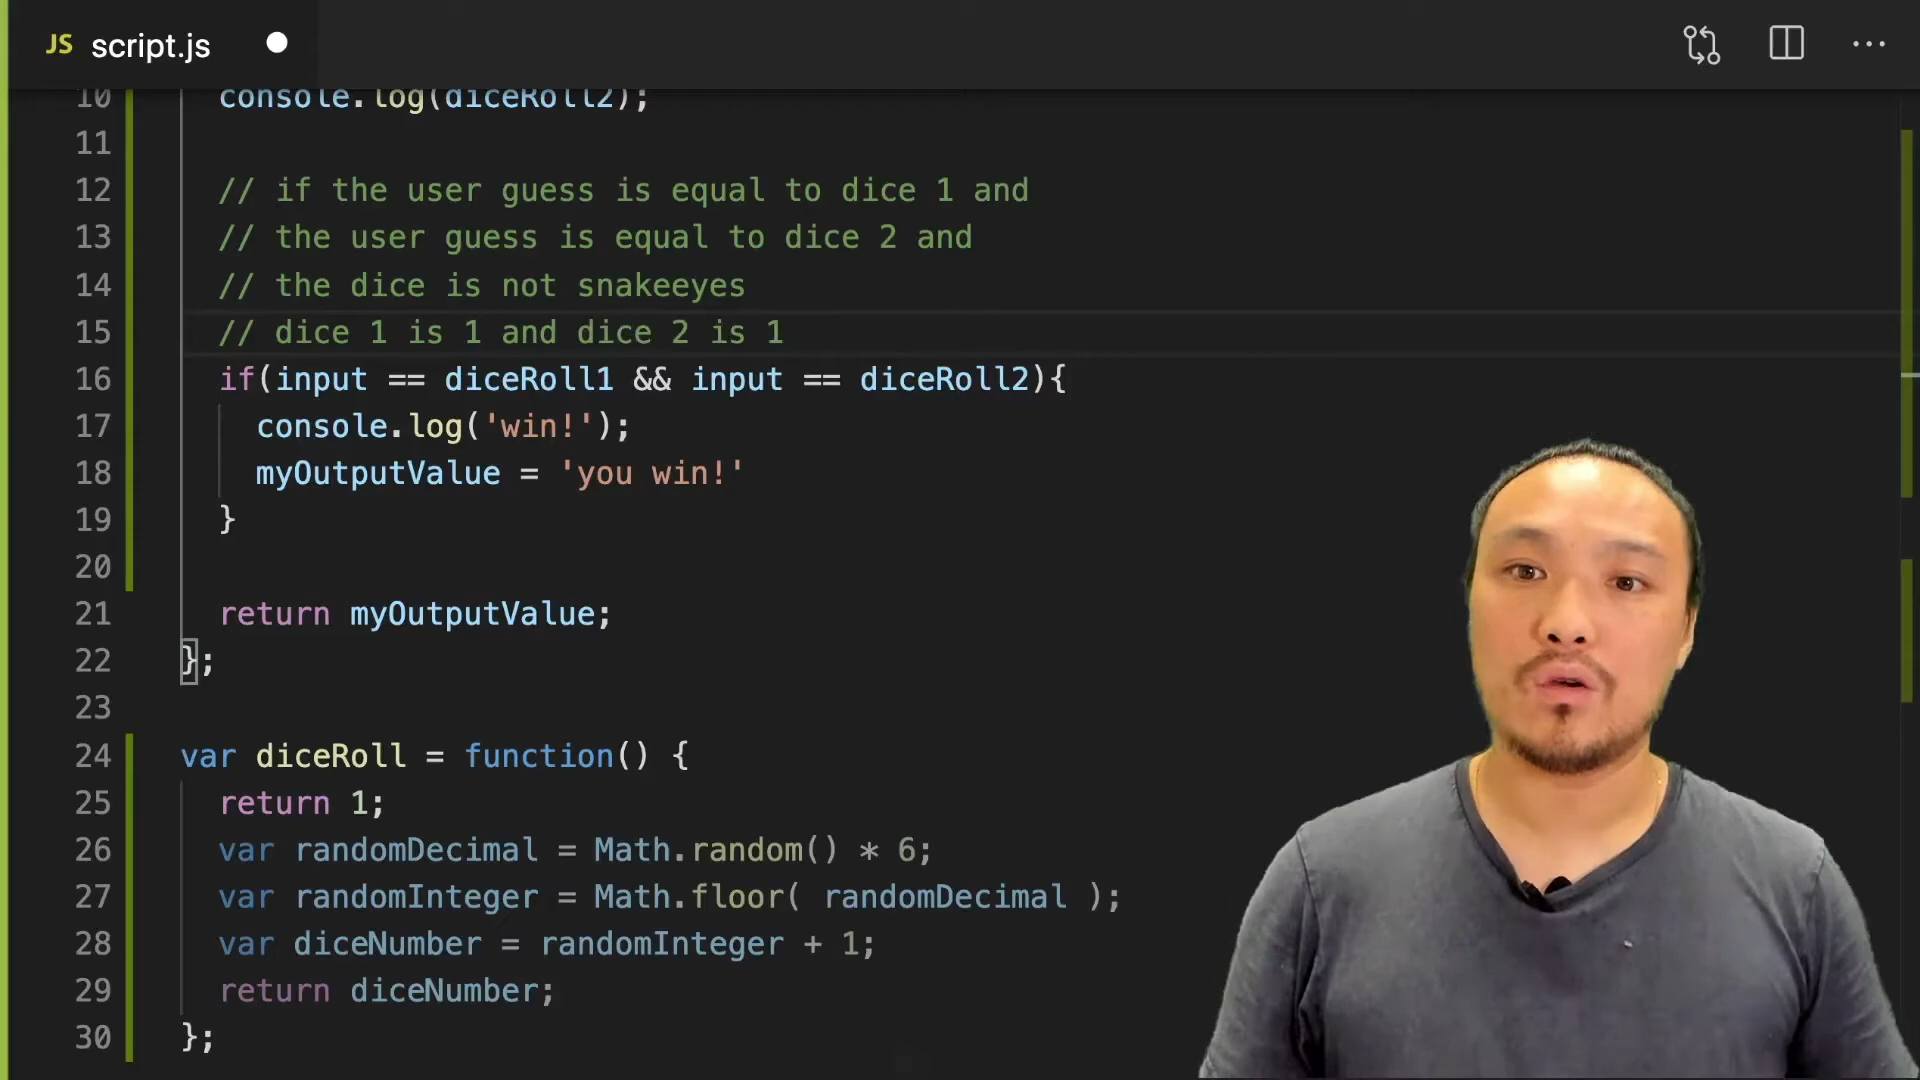 JS script.js
10 console.log(diceRoll2);
11
12 // if the user guess is equal to dice 1 and
13 // the user guess is equal to dice 2 and
14 // the dice is not snakeeyes
15 // dice 1 is 1 and dice 2 is 1
16 if(input == diceRoll1 && input == diceRoll2){
17 console.log('win!');
18 myOutputValue = 'you win!'
19 }
20
21 return myOutputValue;
22 };
23
24 var diceRoll = function() {
25 return 1;
26 var randomDecimal = Math.random() * 6;
27 var randomInteger = Math.floor( randomDecimal );
28 var diceNumber = randomInteger + 1;
29 return diceNumber;
30 };